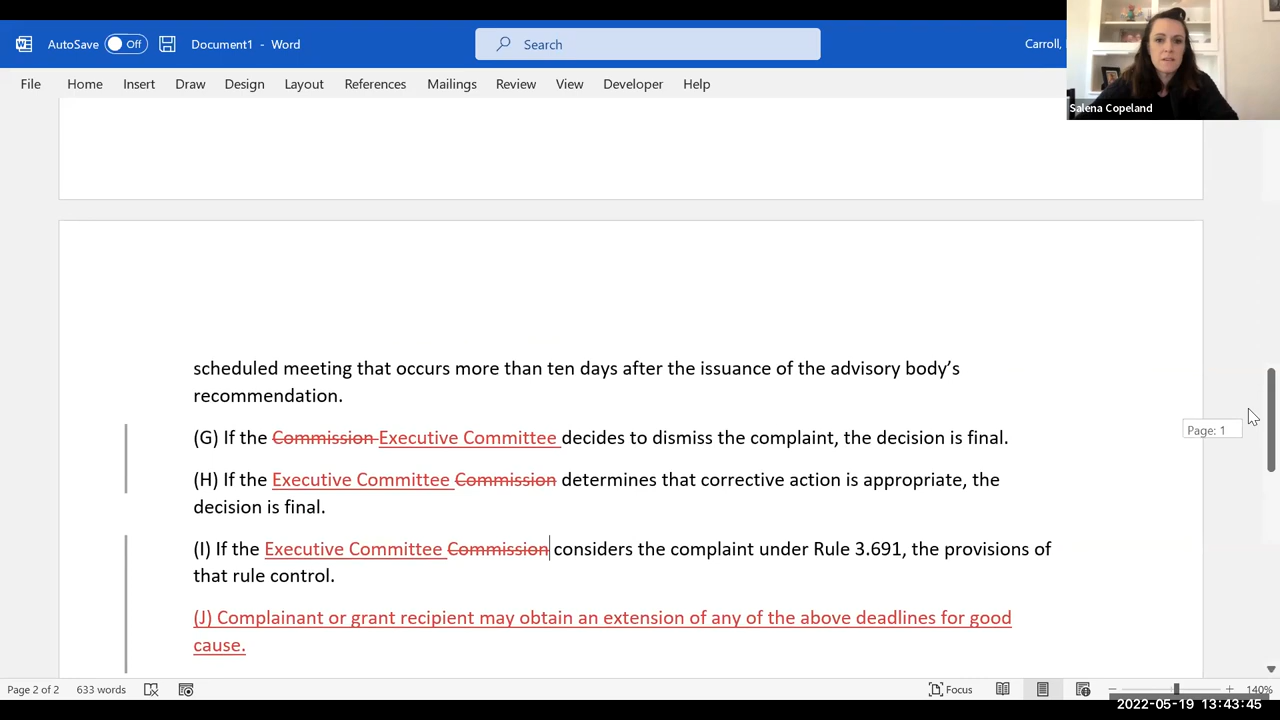 AutoSave Off Document1 - Word Search Carroll,
File Home Insert Draw Design Layout References Mailings Review View Developer Help
Salena Copeland
scheduled meeting that occurs more than ten days after the issuance of the advisory body’s
recommendation.
(G) If the Commission Executive Committee decides to dismiss the complaint, the decision is final.
Page: 1
(H) If the Executive Committee Commission determines that corrective action is appropriate, the
decision is final.
(I) If the Executive Committee Commission considers the complaint under Rule 3.691, the provisions of
that rule control.
(J) Complainant or grant recipient may obtain an extension of any of the above deadlines for good
cause.
Page 2 of 2 633 words Focus 140%
2022-05-19 13:43:45